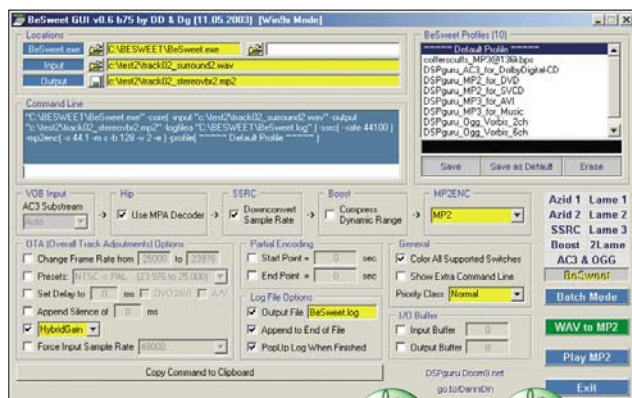 BeSweet GUI v0.6 b75 by DD & Dg (11.05.2003) [Win9x Mode]
Locations
BeSweet.exe C:\BESWEET\BeSweet.exe
Input c:\test2\track02_surround2.wav
Output c:\test2\track02_stereovbr2.mp2
BeSweet Profiles (10)
Default Profile
DSPguru_AC3_for_DolbyDigital-CD
DSPguru_MP2_for_DVD
DSPguru_MP2_for_SVCD
DSPguru_MP3_for_AVI
DSPguru_MP3_for_Music
DSPguru_Ogg_Vorbis_2ch
DSPguru_Ogg_Vorbis_6ch
Save Save as Default Erase
Command Line
"C:\BESWEET\BeSweet.exe" -core( -input "c:\test2\track02_surround2.wav" -output
"c:\test2\track02_stereovbr2.mp2" -logfilea "C:\BESWEET\BeSweet.log" ) -ssrc( --rate 44100 )
-profile( ~~~~~ Default Profile ~~~~~ )
VOB Input
AC3 Substream
Auto
Hip
Use MPA Decoder
SSRC
Downconvert
Sample Rate
Boost
Compress
Dynamic Range
MP2ENC
MP2
Azid 1 Lame 1
Azid 2 Lame 2
SSRC Lame 3
Boost 2Lame
AC3 & OGG
BeSweet
Batch Mode
WAV to MP2
Play MP2
Exit
OTA (Overall Track Adjustments) Options
Change Frame Rate from 25000 to 23976
Presets: NTSC -> PAL (23.976 to 25.000)
Set Delay to 0 ms DVD2AVI
Append Silence of 0 ms
HybridGain
Force Input Sample Rate 48000
Partial Encoding
Start Point = 0 sec
End Point = 0 sec
Log File Options
Output File BeSweet.log
Append to End of File
PopUp Log When Finished
General
Color All Supported Switches
Show Extra Command Line
Priority Class Normal
I/O Buffer
Input Buffer 0
Output Buffer 0
Copy Command to Clipboard
DSPguru.Doom9.net
go.to/DanniDin